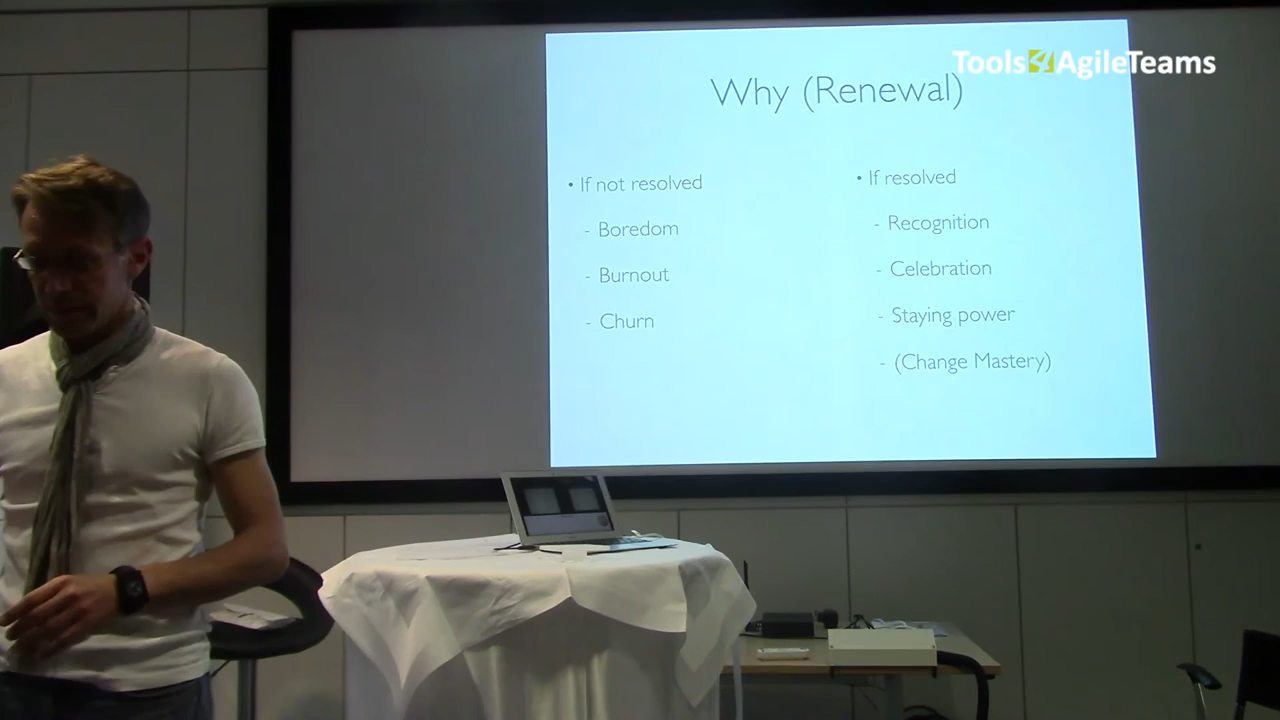 Tools4AgileTeams
Why (Renewal)
• If not resolved
- Boredom
- Burnout
- Churn
• If resolved
- Recognition
- Celebration
- Staying power
- (Change Mastery)